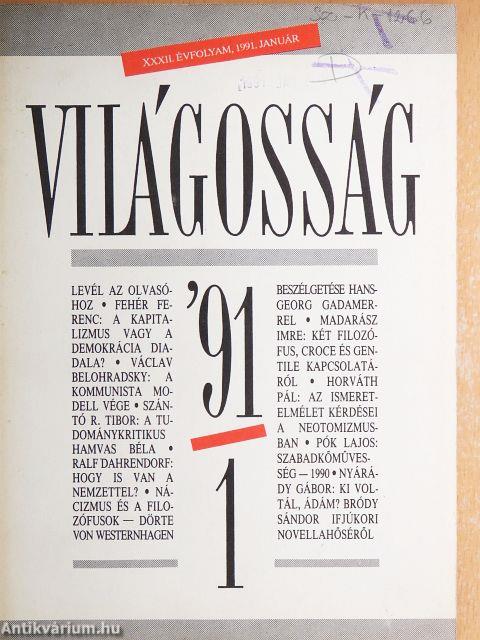 Sz-K-1266
XXXII. ÉVFOLYAM, 1991. JANUÁR
D
VILÁGOSSÁG
LEVÉL AZ OLVASÓ-
HOZ • FEHÉR FE-
RENC: A KAPITA-
LIZMUS VAGY A
DEMOKRÁCIA DIA-
DALA? • VÁCLAV
BELOHRADSKY: A
KOMMUNISTA MO-
DELL VÉGE • SZÁN-
TÓ R. TIBOR: A TU-
DOMÁNYKRITIKUS
HAMVAS BÉLA •
RALF DAHRENDORF:
HOGY IS VAN A
NEMZETTEL? • NÁ-
CIZMUS ÉS A FILO-
ZÓFUSOK — DÖRTE
VON WESTERNHAGEN
'91
1
BESZÉLGETÉSE HANS-
GEORG GADAMER-
REL • MADARÁSZ
IMRE: KÉT FILOZÓ-
FUS, CROCE ÉS GEN-
TILE KAPCSOLATÁ-
RÓL • HORVÁTH
PÁL: AZ ISMERET-
ELMÉLET KÉRDÉSEI
A NEOTOMIZMUS-
BAN • PÓK LAJOS:
SZABADKŐMŰVES-
SÉG — 1990 • NYÁRÁ-
DY GÁBOR: KI VOL-
TÁL, ÁDÁM? BRÓDY
SÁNDOR IFJÚKORI
NOVELLAHŐSÉRŐL
Antikvárium.hu